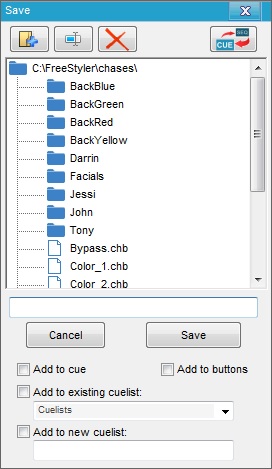 Save
CUE SEQ
C:\FreeStyler\chases\
BackBlue
BackGreen
BackRed
BackYellow
Darrin
Facials
Jessi
John
Tony
Bypass.chb
Color_1.chb
Color_2.chb
Cancel Save
Add to cue Add to buttons
Add to existing cuelist:
Cuelists
Add to new cuelist: